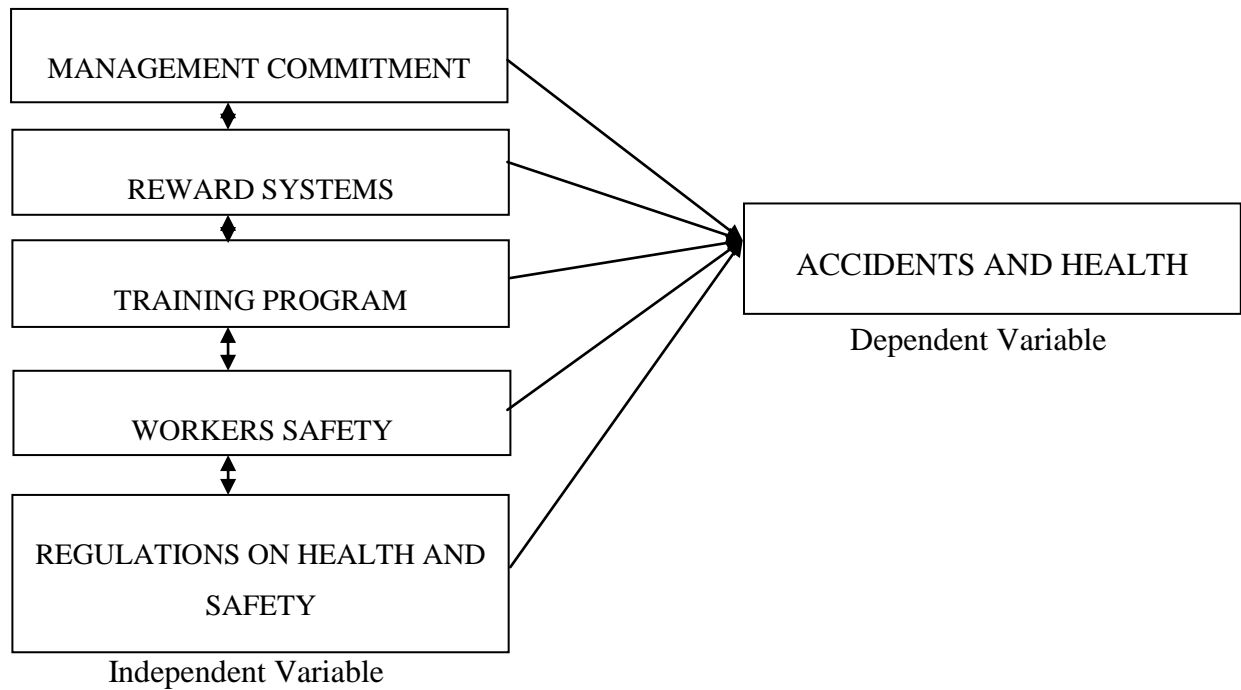 MANAGEMENT COMMITMENT
REWARD SYSTEMS
TRAINING PROGRAM
WORKERS SAFETY
REGULATIONS ON HEALTH AND
SAFETY
Independent Variable
ACCIDENTS AND HEALTH
Dependent Variable